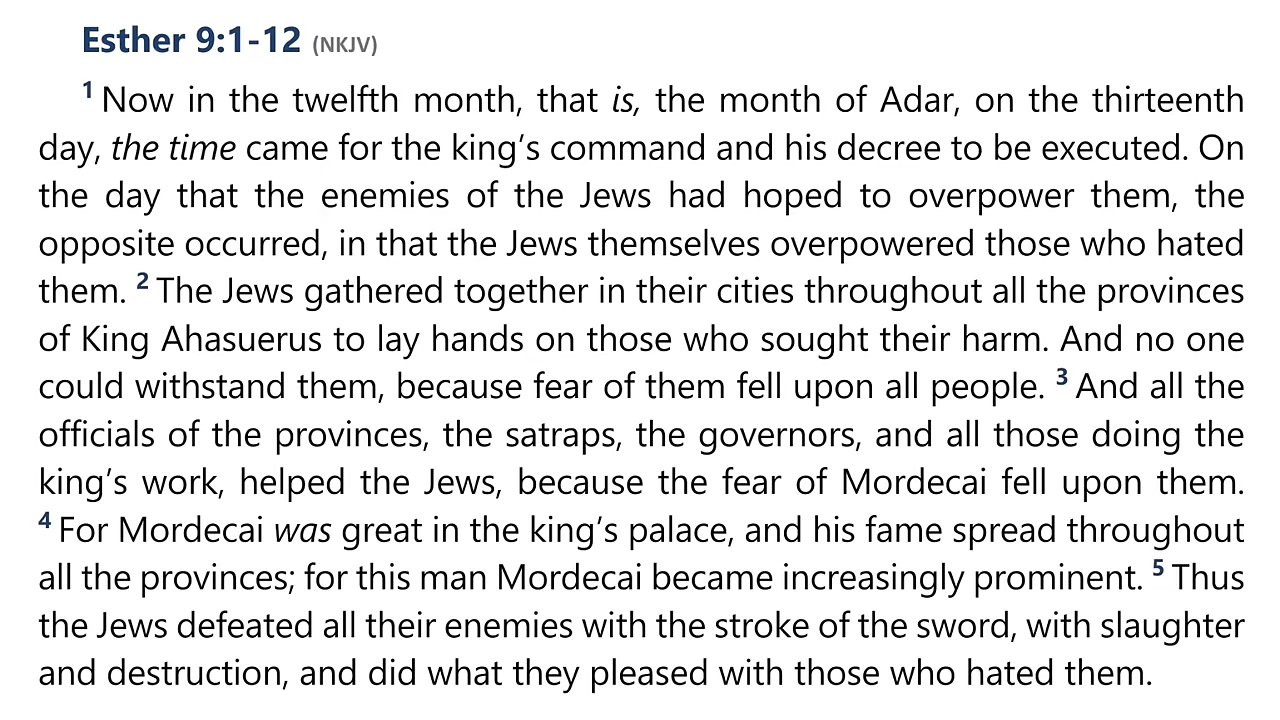 Esther 9:1-12 (NKJV)
1 Now in the twelfth month, that is, the month of Adar, on the thirteenth
day, the time came for the king’s command and his decree to be executed. On
the day that the enemies of the Jews had hoped to overpower them, the
opposite occurred, in that the Jews themselves overpowered those who hated
them. 2 The Jews gathered together in their cities throughout all the provinces
of King Ahasuerus to lay hands on those who sought their harm. And no one
could withstand them, because fear of them fell upon all people. 3 And all the
officials of the provinces, the satraps, the governors, and all those doing the
king’s work, helped the Jews, because the fear of Mordecai fell upon them.
4 For Mordecai was great in the king’s palace, and his fame spread throughout
all the provinces; for this man Mordecai became increasingly prominent. 5 Thus
the Jews defeated all their enemies with the stroke of the sword, with slaughter
and destruction, and did what they pleased with those who hated them.